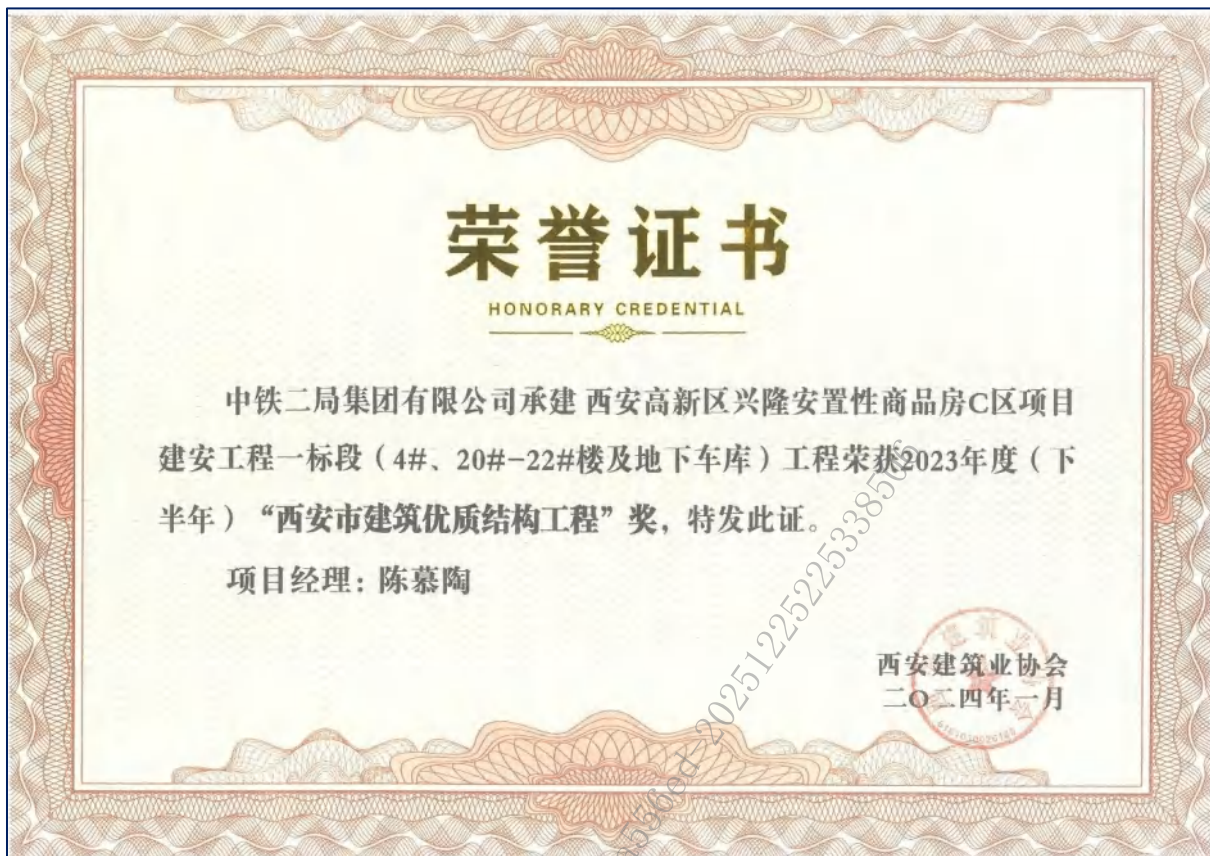 荣誉证书
HONORARY CREDENTIAL
中铁二局集团有限公司承建 西安高新区兴隆安置性商品房C区项目
建安工程一标段（4#、20#-22#楼及地下车库）工程荣获2023年度（下
半年）“西安市建筑优质结构工程”奖，特发此证。
项目经理：陈慕陶
西安建筑业协会
二〇二四年一月